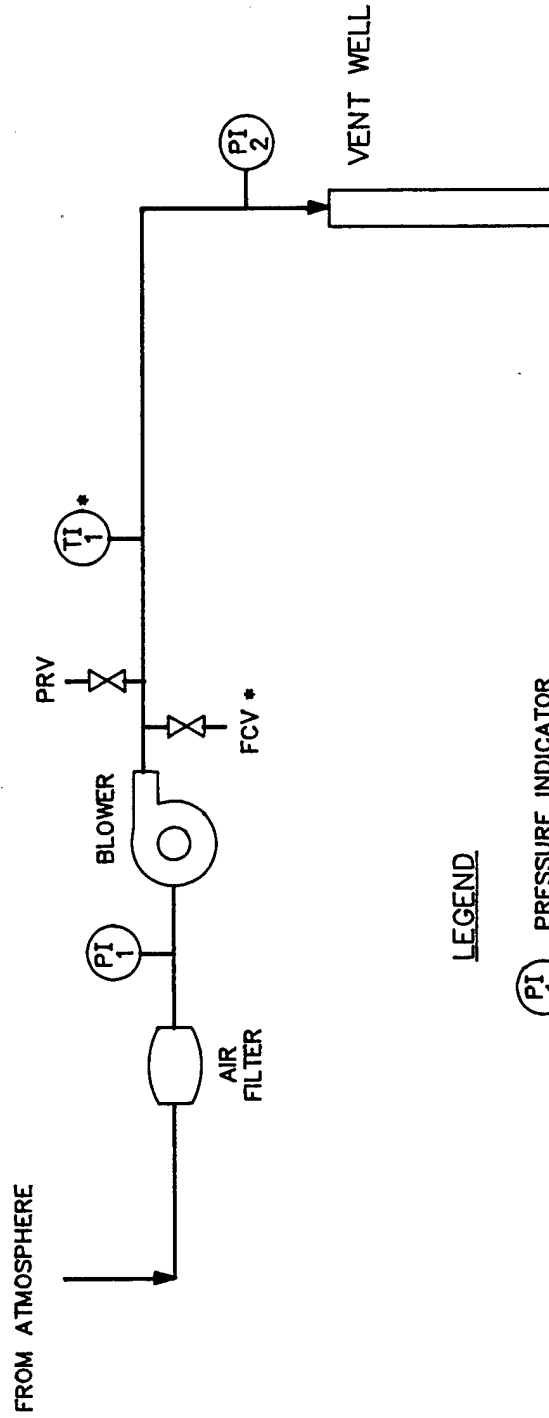 FROM ATMOSPHERE
AIR
FILTER
PI
1
BLOWER
FCV *
PRV
TI
1 *
PI
2
VENT WELL
LEGEND
PI
1 PRESSURE INDICATOR